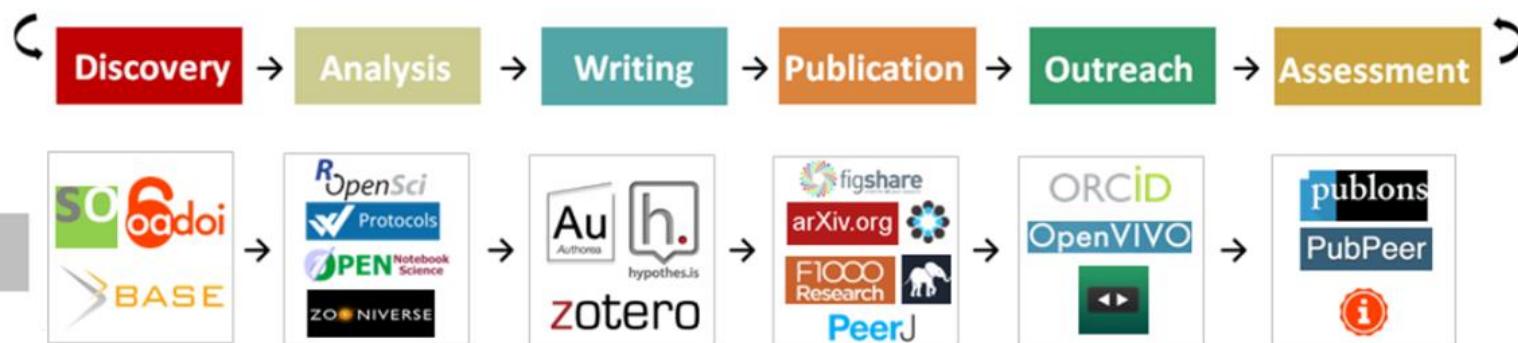 Discovery → Analysis → Writing → Publication → Outreach → Assessment
so
oadoi
BASE
ROpenSci
Protocols
OPEN Notebook Science
ZOONIVERSE
Au
Authorea
h.
hypothes.is
zotero
figshare
arXiv.org
F1000 Research
PeerJ
ORCiD
OpenVIVO
publons
PubPeer
i